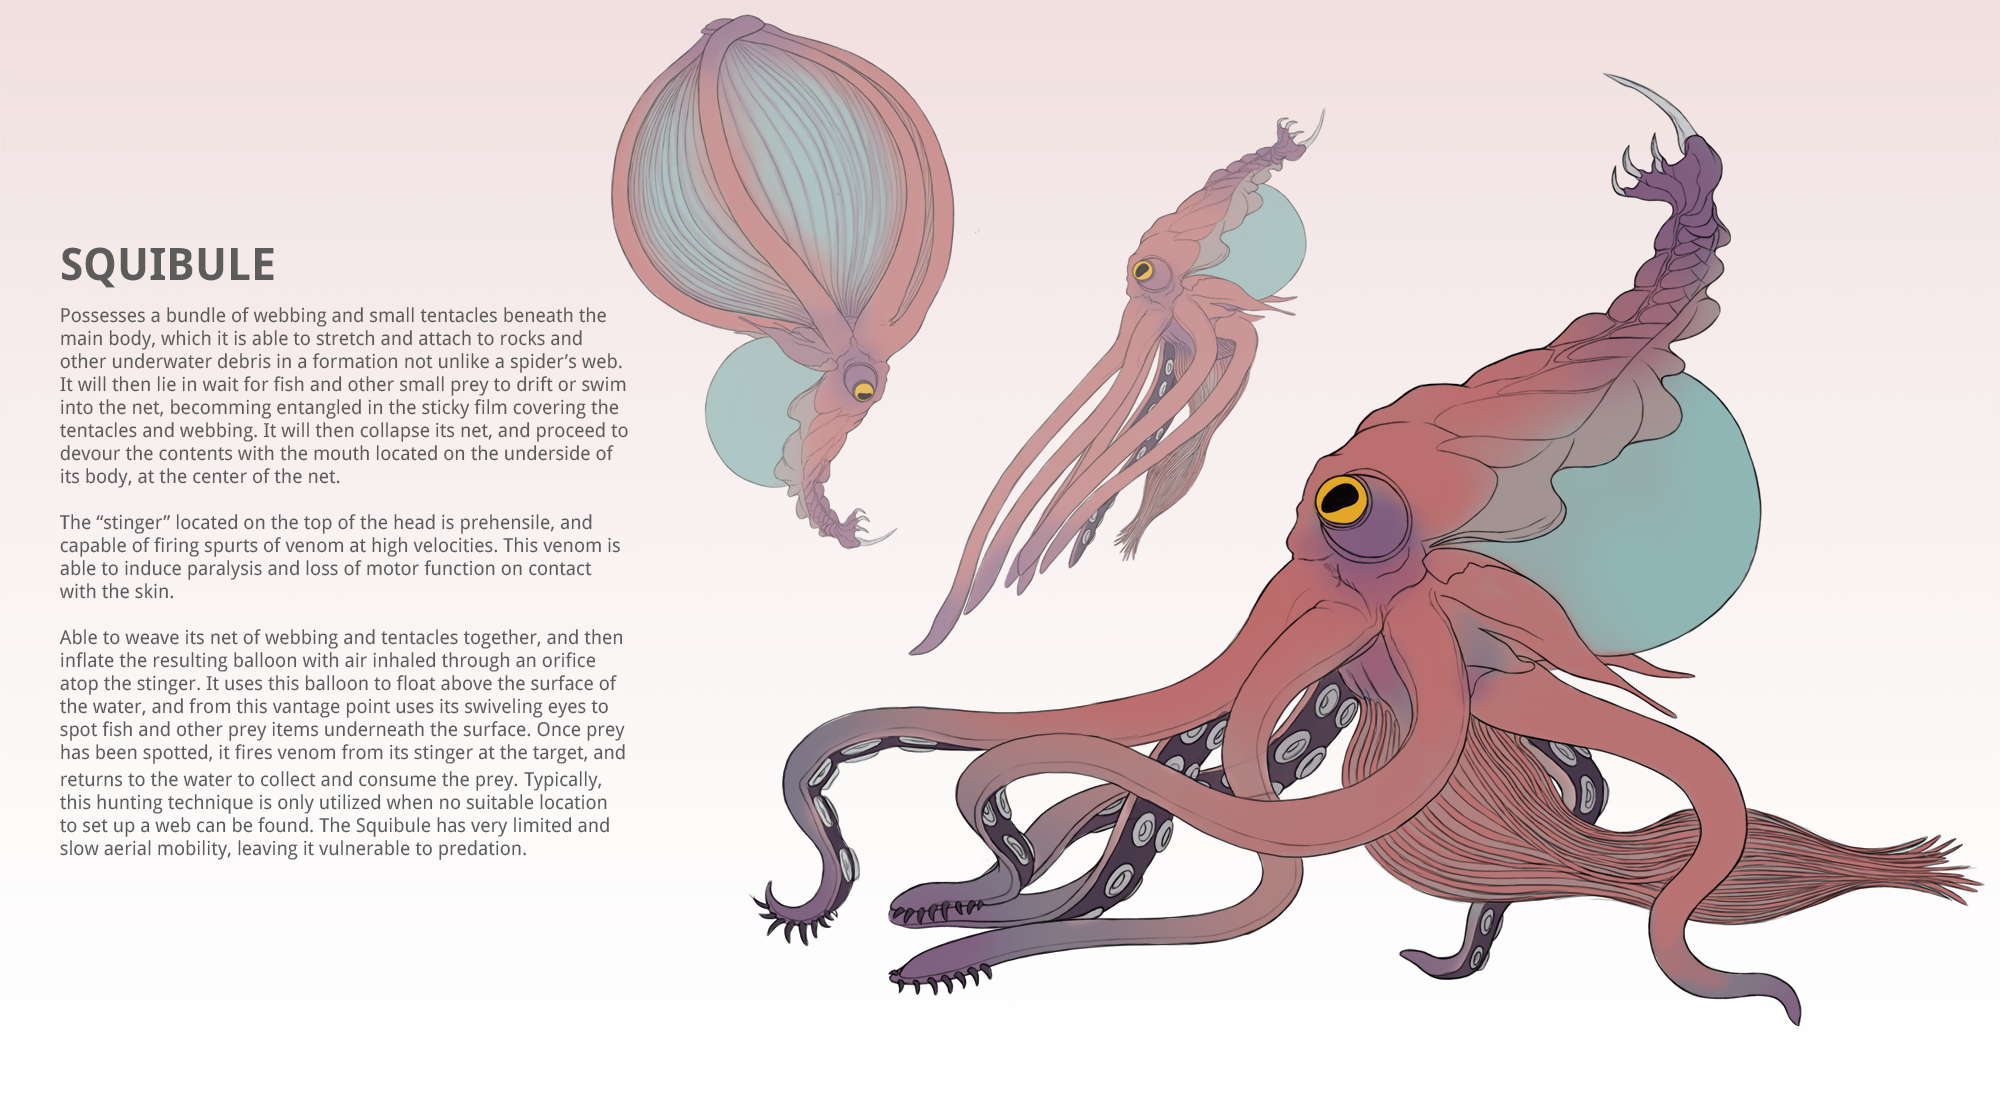 SQUIBULE
Possesses a bundle of webbing and small tentacles beneath the
main body, which it is able to stretch and attach to rocks and
other underwater debris in a formation not unlike a spider’s web.
It will then lie in wait for fish and other small prey to drift or swim
into the net, becomming entangled in the sticky film covering the
tentacles and webbing. It will then collapse its net, and proceed to
devour the contents with the mouth located on the underside of
its body, at the center of the net.
The “stinger” located on the top of the head is prehensile, and
capable of firing spurts of venom at high velocities. This venom is
able to induce paralysis and loss of motor function on contact
with the skin.
Able to weave its net of webbing and tentacles together, and then
inflate the resulting balloon with air inhaled through an orifice
atop the stinger. It uses this balloon to float above the surface of
the water, and from this vantage point uses its swiveling eyes to
spot fish and other prey items underneath the surface. Once prey
has been spotted, it fires venom from its stinger at the target, and
returns to the water to collect and consume the prey. Typically,
this hunting technique is only utilized when no suitable location
to set up a web can be found. The Squibule has very limited and
slow aerial mobility, leaving it vulnerable to predation.